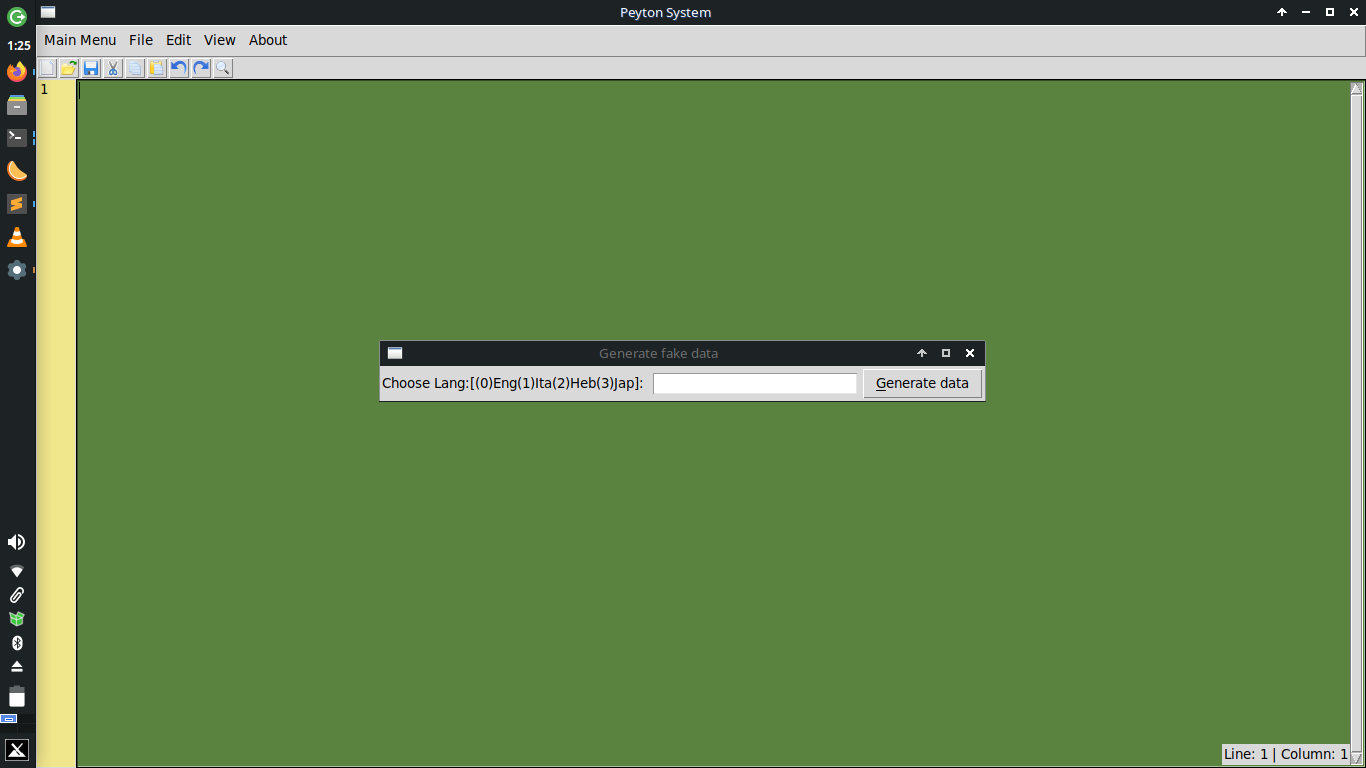 Peyton System
1:25
Main Menu File Edit View About
1
Generate fake data
Choose Lang:[(0)Eng(1)Ita(2)Heb(3)Jap]: Generate data
Line: 1 | Column: 1